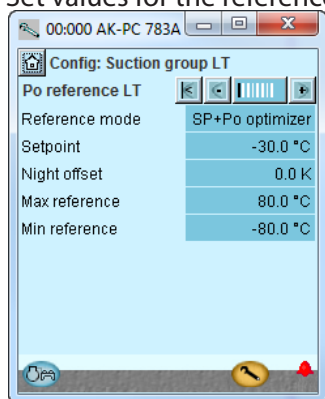 Set values for the reference
00:000 AK-PC 783A
Config: Suction group LT
Po reference LT
Reference mode SP+Po optimizer
Setpoint -30.0 °C
Night offset 0.0 K
Max reference 80.0 °C
Min reference -80.0 °C